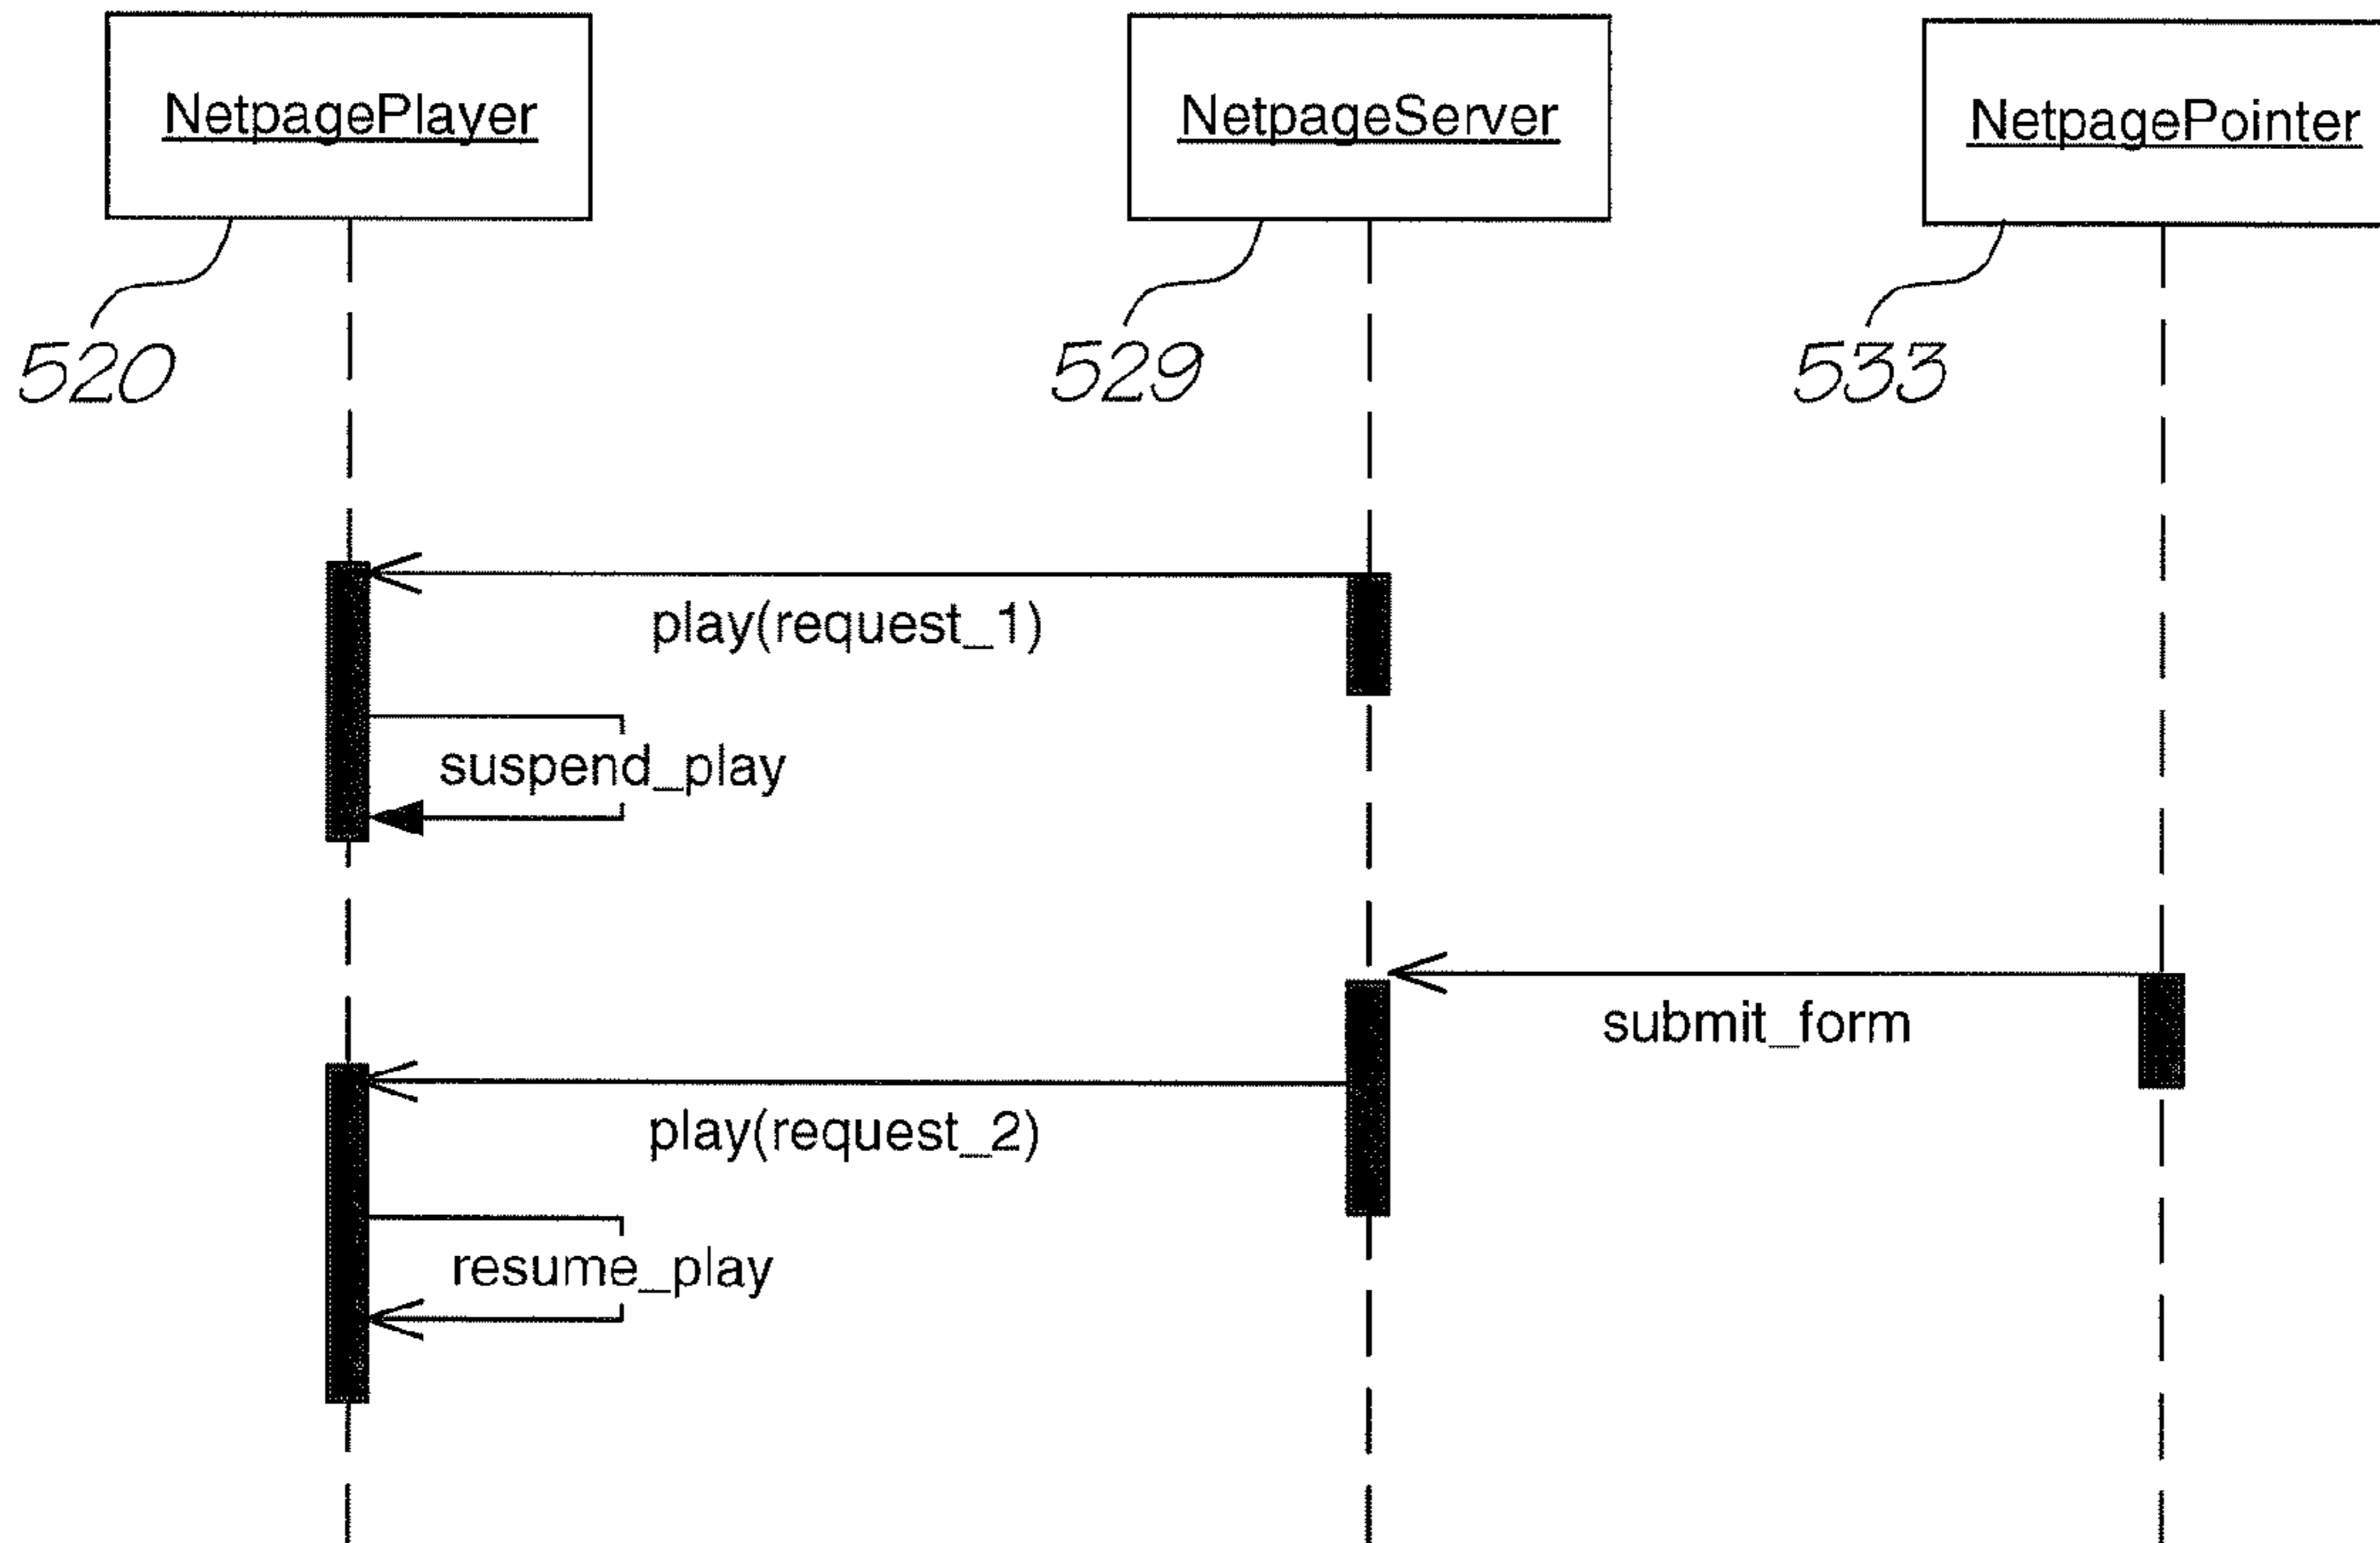 NetpagePlayer
NetpageServer
NetpagePointer
520
529
533
play(request_1)
suspend_play
submit_form
play(request_2)
resume_play